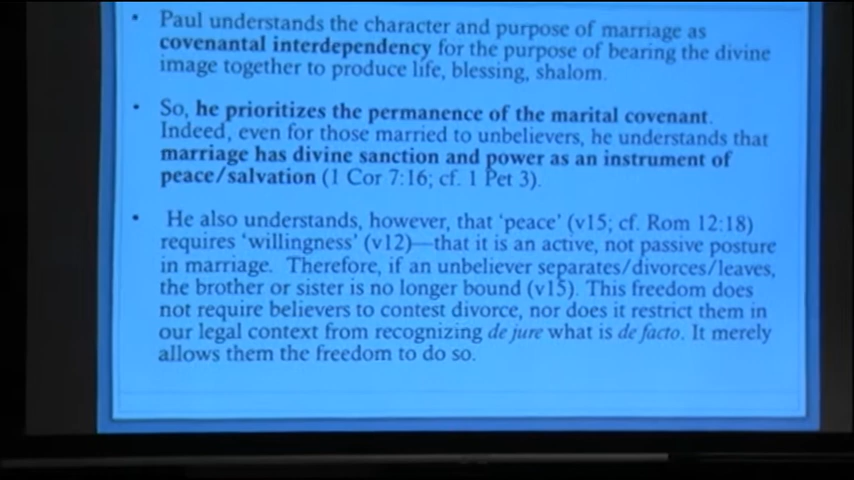 • Paul understands the character and purpose of marriage as
covenantal interdependency for the purpose of bearing the divine
image together to produce life, blessing, shalom.
• So, he prioritizes the permanence of the marital covenant.
Indeed, even for those married to unbelievers, he understands that
marriage has divine sanction and power as an instrument of
peace/salvation (1 Cor 7:16; cf. 1 Pet 3).
• He also understands, however, that ‘peace’ (v15; cf. Rom 12:18)
requires ‘willingness’ (v12)—that it is an active, not passive posture
in marriage. Therefore, if an unbeliever separates/divorces/leaves,
the brother or sister is no longer bound (v15). This freedom does
not require believers to contest divorce, nor does it restrict them in
our legal context from recognizing de jure what is de facto. It merely
allows them the freedom to do so.